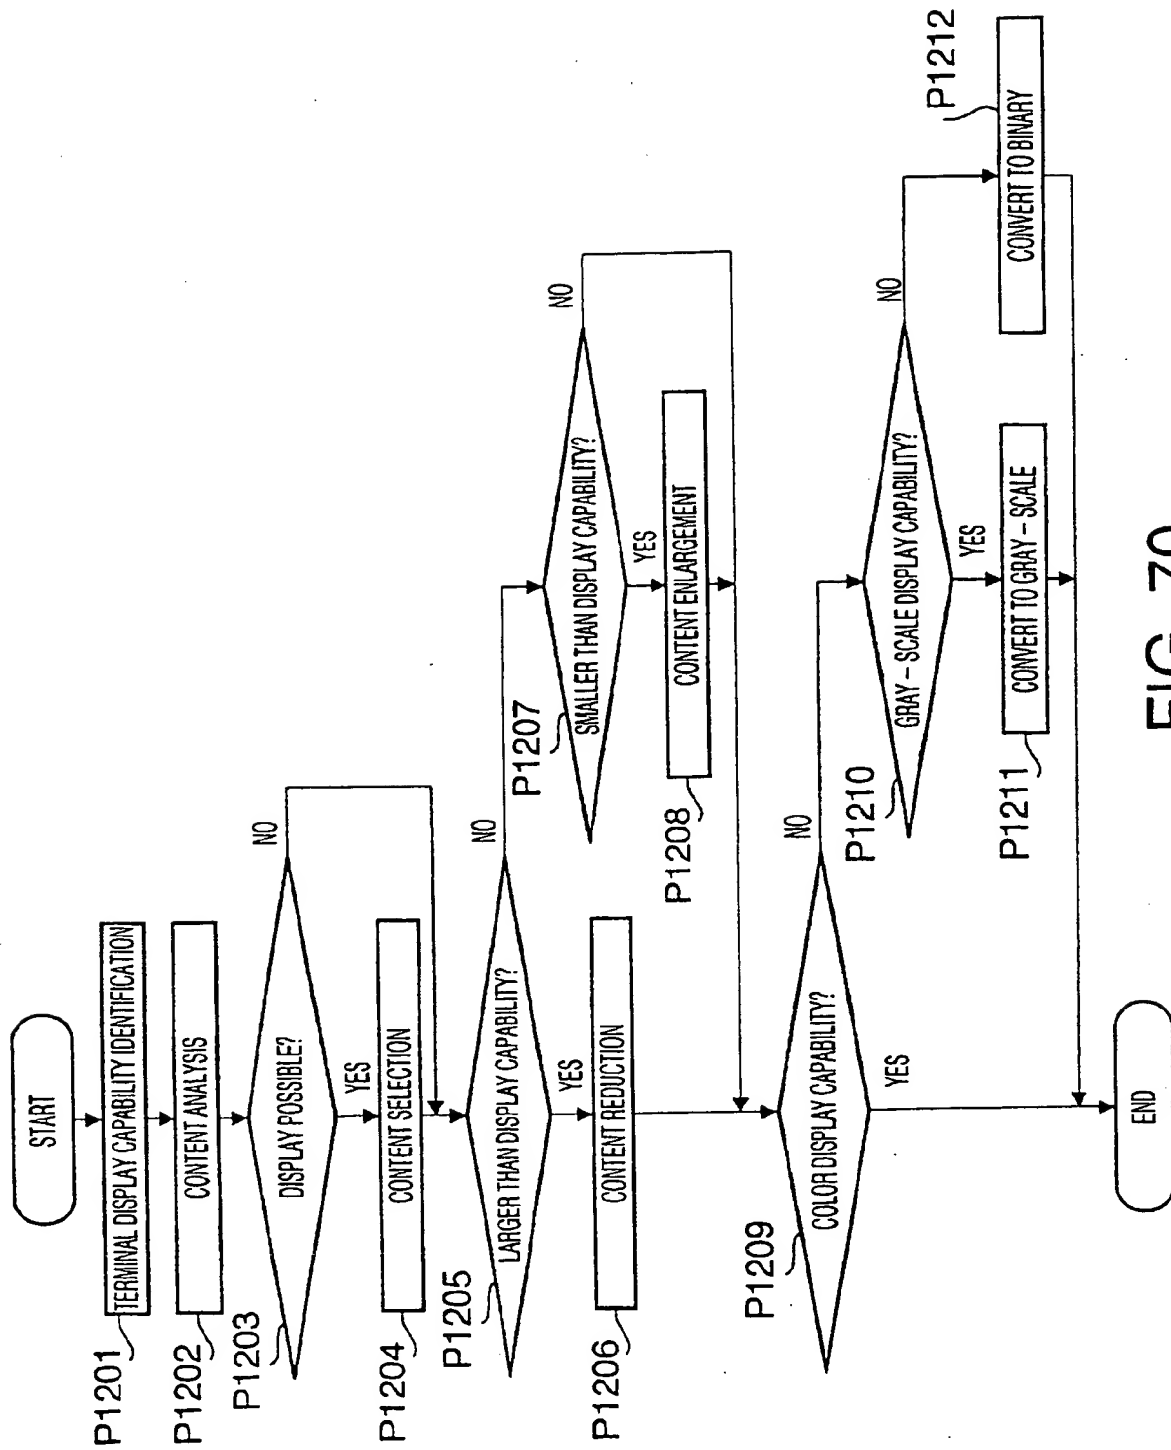 START
P1201
TERMINAL DISPLAY CAPABILITY IDENTIFICATION
P1202
CONTENT ANALYSIS
P1203
DISPLAY POSSIBLE?
NO
YES
P1204
CONTENT SELECTION
P1205
LARGER THAN DISPLAY CAPABILITY?
NO
YES
P1206
CONTENT REDUCTION
P1207
SMALLER THAN DISPLAY CAPABILITY?
NO
YES
P1208
CONTENT ENLARGEMENT
P1209
COLOR DISPLAY CAPABILITY?
NO
YES
P1210
GRAY-SCALE DISPLAY CAPABILITY?
NO
YES
P1211
CONVERT TO GRAY-SCALE
P1212
CONVERT TO BINARY
END
FIG.